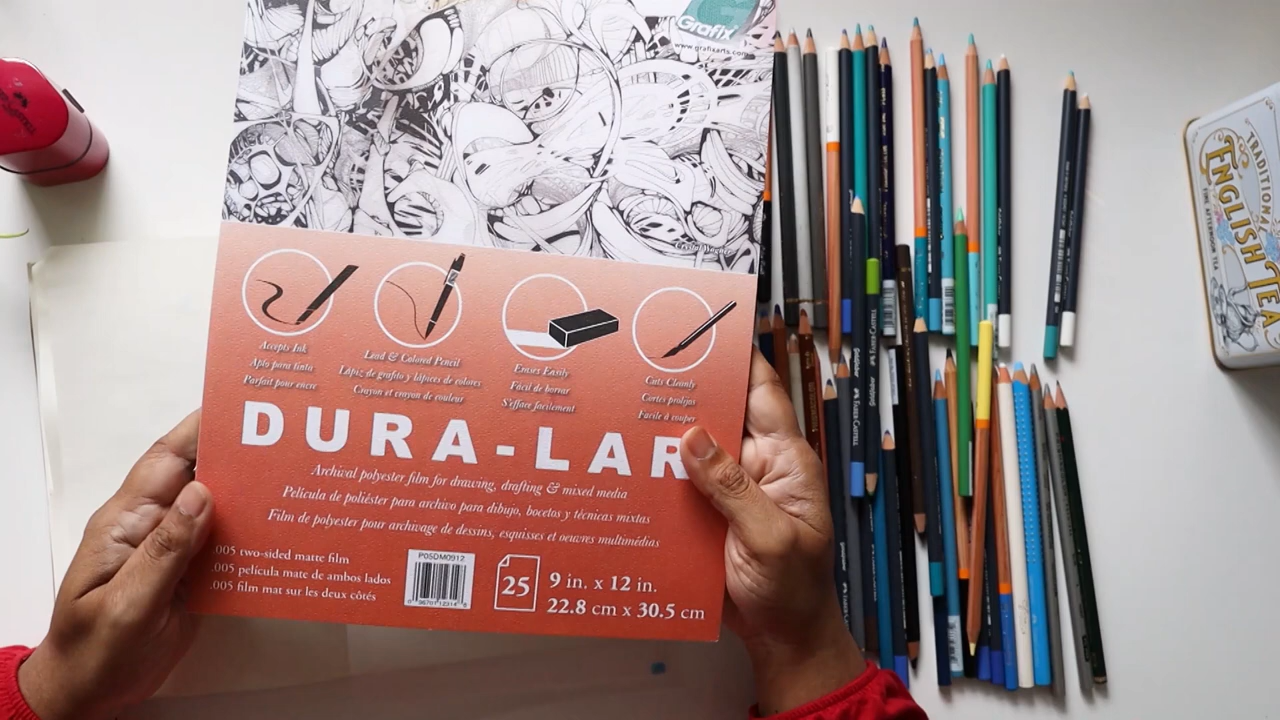 Grafix
www.grafixarts.com
Crystal Wagner
Accepts Ink
Apto para tinta
Parfait pour encre
Lead & Colored Pencil
Lápiz de grafito y lápices de colores
Crayon et crayon de couleur
Erases Easily
Fácil de borrar
S'efface facilement
Cuts Cleanly
Cortes prolijos
Facile à couper
DURA-LAR
Archival polyester film for drawing, drafting & mixed media
Película de poliéster para archivo para dibujo, bocetos y técnicas mixtas
Film de polyester pour archivage de dessins, esquisses et oeuvres multimédias
.005 two-sided matte film
.005 película mate de ambos lados
.005 film mat sur les deux côtés
P05DM0912
25
9 in. x 12 in.
22.8 cm x 30.5 cm
TRADITIONAL
ENGLISH TEA
FABER-CASTELL
Goldfaber
FABER-CASTELL